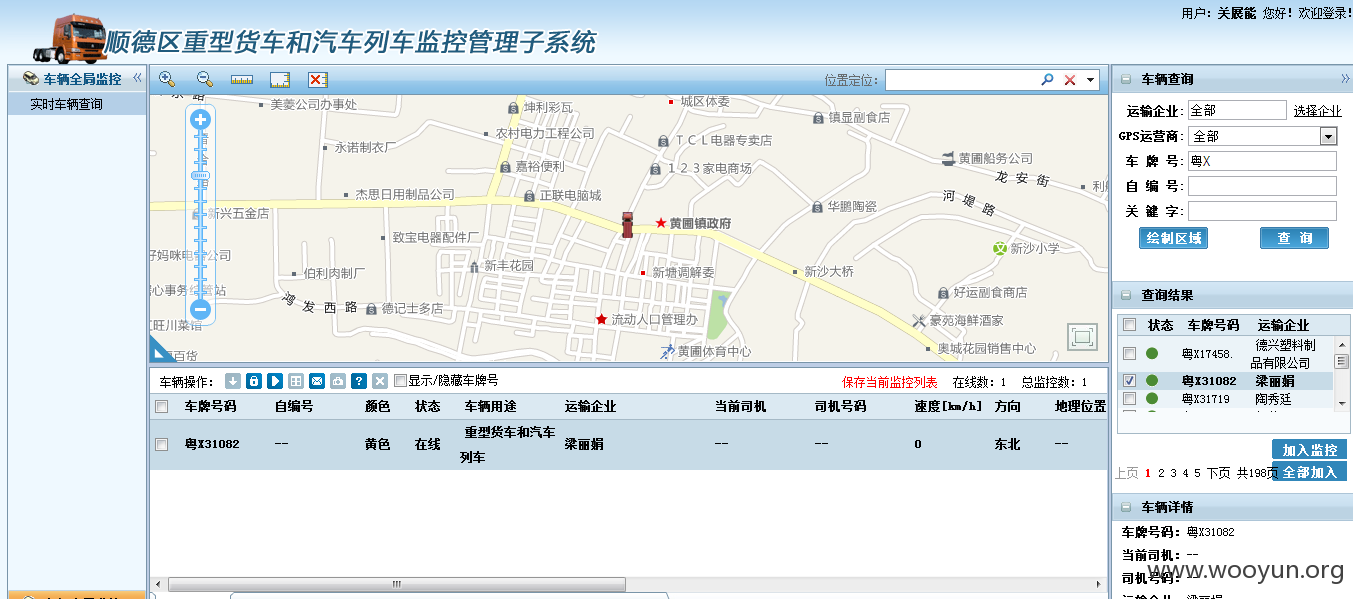 用户：关展能 您好！欢迎登录！
顺德区重型货车和汽车列车监控管理子系统
车辆全局监控
实时车辆查询
位置定位：
美菱公司办事处
坤利彩瓦
城区体委
镇显副食店
农村电力工程公司
TCL电器专卖店
永诺制衣厂
嘉裕便利
123家电商场
黄圃船务公司
龙安街
杰思日用制品公司
正联电脑城
河堤路
新兴五金店
华鹏陶瓷
黄圃镇政府
致宝电器配件厂
新沙小学
伯利肉制厂
新丰花园
新塘调解委
新沙大桥
鸿发西路
德记士多店
好运副食商店
流动人口管理办
豪苑海鲜酒家
旺川菜馆
百货
黄圃体育中心
奥城花园销售中心
车辆操作：
显示/隐藏车牌号
保存当前监控列表 在线数：1 总监控数：1
车牌号码 自编号 颜色 状态 车辆用途 运输企业 当前司机 司机号码 速度[km/h] 方向 地理位置
粤X31082 -- 黄色 在线 重型货车和汽车列车 梁丽娟 -- -- 0 东北 --
车辆查询
运输企业：全部 选择企业
GPS运营商：全部
车 牌 号：粤X
自 编 号：
关 键 字：
绘制区域 查 询
查询结果
状态 车牌号码 运输企业
粤X17458. 德兴塑料制品有限公司
粤X31082 梁丽娟
粤X31719 陶秀廷
加入监控
上页 1 2 3 4 5 下页 共198页 全部加入
车辆详情
车牌号码：粤X31082
当前司机：--
司机号码：--
www.wooyun.org
运输企业：梁丽娟